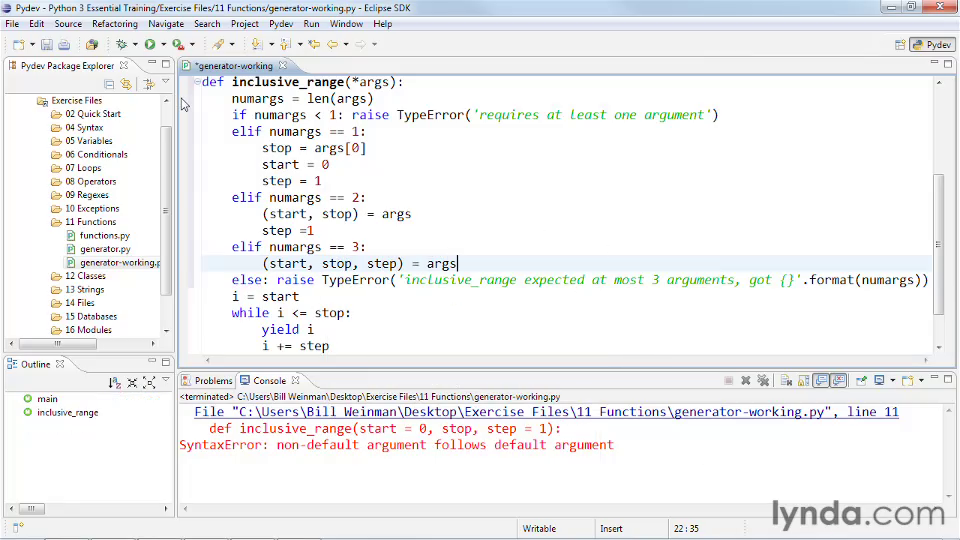 Pydev - Python 3 Essential Training/Exercise Files/11 Functions/generator-working.py - Eclipse SDK
File Edit Source Refactoring Navigate Search Project Pydev Run Window Help
Pydev
Pydev Package Explorer
Exercise Files
02 Quick Start
04 Syntax
05 Variables
06 Conditionals
07 Loops
08 Operators
09 Regexes
10 Exceptions
11 Functions
functions.py
generator.py
generator-working.p
12 Classes
13 Strings
14 Files
15 Databases
16 Modules
Outline
main
inclusive_range
*generator-working
def inclusive_range(*args):
numargs = len(args)
if numargs < 1: raise TypeError('requires at least one argument')
elif numargs == 1:
stop = args[0]
start = 0
step = 1
elif numargs == 2:
(start, stop) = args
step =1
elif numargs == 3:
(start, stop, step) = args
else: raise TypeError('inclusive_range expected at most 3 arguments, got {}'.format(numargs))
i = start
while i <= stop:
yield i
i += step
Problems Console
<terminated> C:\Users\Bill Weinman\Desktop\Exercise Files\11 Functions\generator-working.py
File "C:\Users\Bill Weinman\Desktop\Exercise Files\11 Functions\generator-working.py", line 11
def inclusive_range(start = 0, stop, step = 1):
SyntaxError: non-default argument follows default argument
Writable Insert 22:35
lynda.com